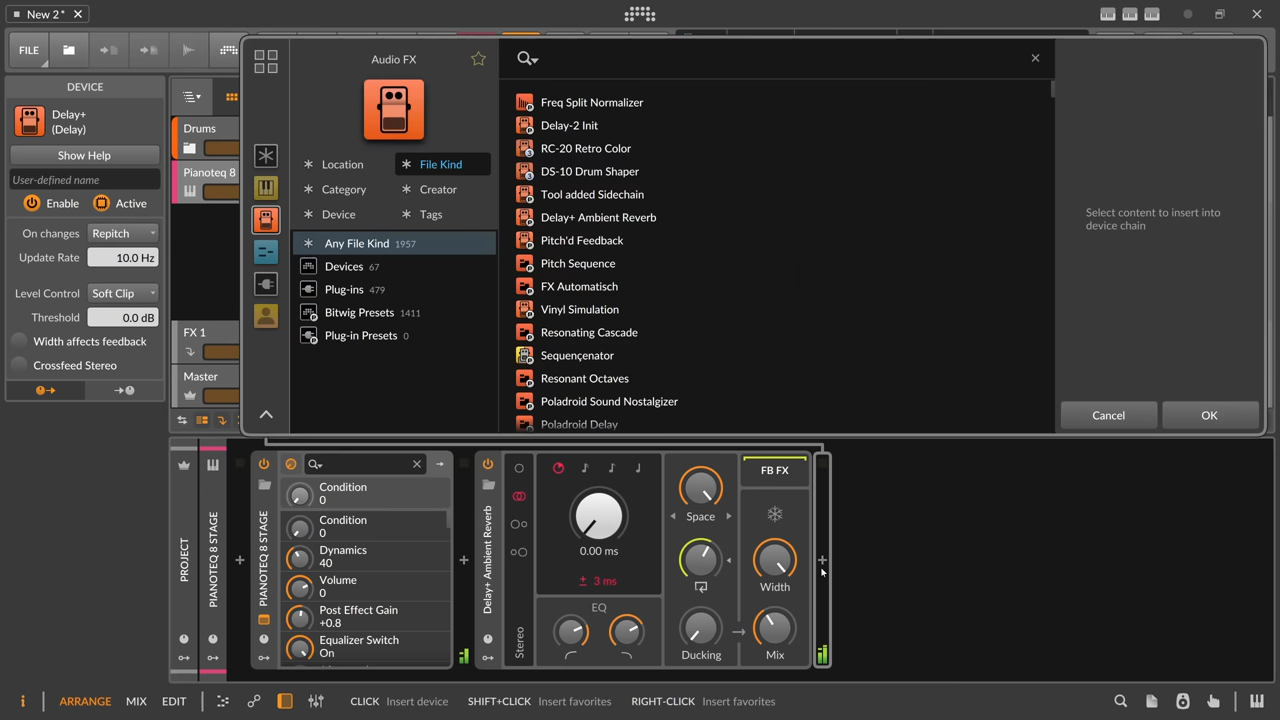 New 2*
FILE
DEVICE
Delay+
(Delay)
Show Help
User-defined name
Enable
Active
On changes
Repitch
Update Rate
10.0 Hz
Level Control
Soft Clip
Threshold
0.0 dB
Width affects feedback
Crossfeed Stereo
Drums
Pianoteq 8
FX 1
Master
Audio FX
Location
File Kind
Category
Creator
Device
Tags
Any File Kind 1957
Devices 67
Plug-ins 479
Bitwig Presets 1411
Plug-in Presets 0
Freq Split Normalizer
Delay-2 Init
RC-20 Retro Color
DS-10 Drum Shaper
Tool added Sidechain
Delay+ Ambient Reverb
Pitch'd Feedback
Pitch Sequence
FX Automatisch
Vinyl Simulation
Resonating Cascade
Sequençenator
Resonant Octaves
Poladroid Sound Nostalgizer
Poladroid Delay
Select content to insert into
device chain
Cancel
OK
PROJECT
PIANOTEQ 8 STAGE
PIANOTEQ 8 STAGE
Condition
0
Condition
0
Dynamics
40
Volume
0
Post Effect Gain
+0.8
Equalizer Switch
On
Delay+ Ambient Reverb
Stereo
0.00 ms
± 3 ms
EQ
Space
Ducking
FB FX
Width
Mix
i
ARRANGE
MIX
EDIT
CLICK Insert device
SHIFT+CLICK Insert favorites
RIGHT-CLICK Insert favorites